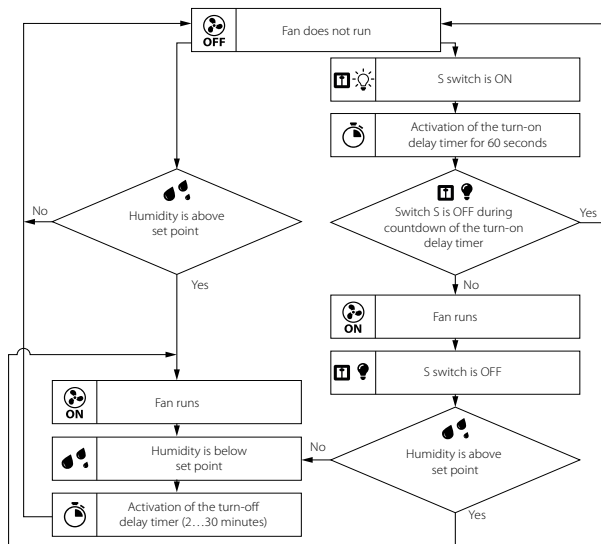 OFF
Fan does not run
S switch is ON
Activation of the turn-on
delay timer for 60 seconds
No
Humidity is above
set point
Yes
Switch S is OFF during
countdown of the turn-on
delay timer
Yes
No
ON
Fan runs
S switch is OFF
ON
Fan runs
Humidity is below
set point
No
Humidity is above
set point
Yes
Activation of the turn-off
delay timer (2...30 minutes)